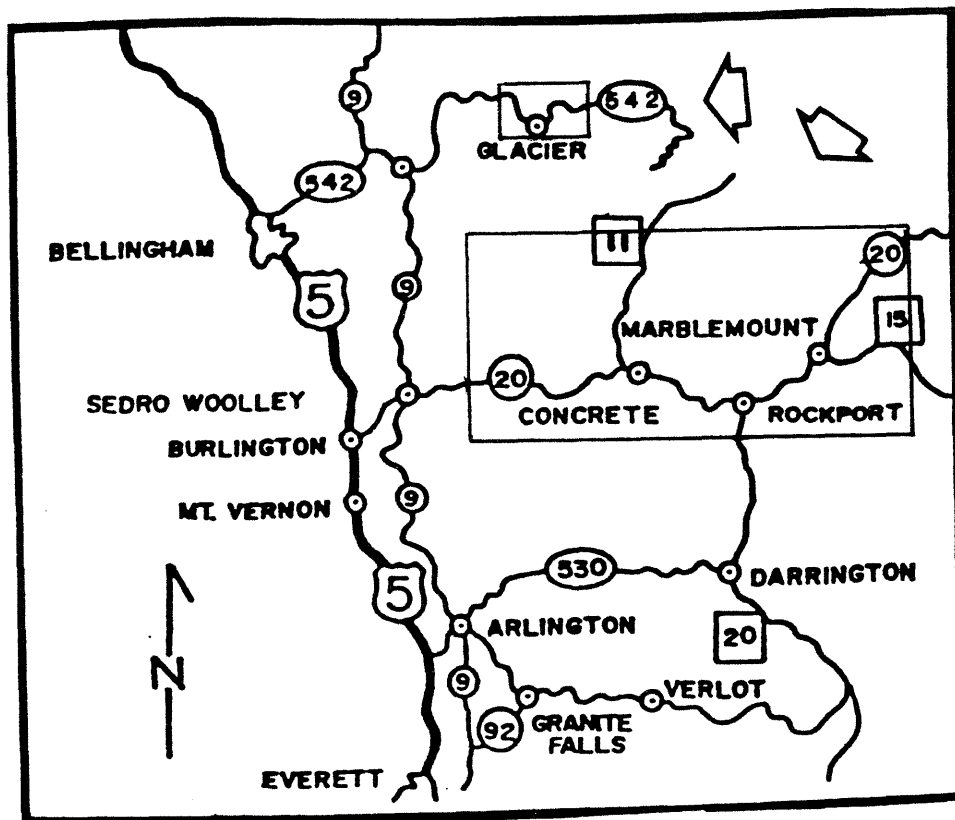 9
542
GLACIER
542
BELLINGHAM
11
20
5
9
MARBLEMOUNT
15
SEDRO WOOLLEY
20
CONCRETE
ROCKPORT
BURLINGTON
MT. VERNON
9
5
530
DARRINGTON
ARLINGTON
20
N
9
VERLOT
92
GRANITE
FALLS
EVERETT